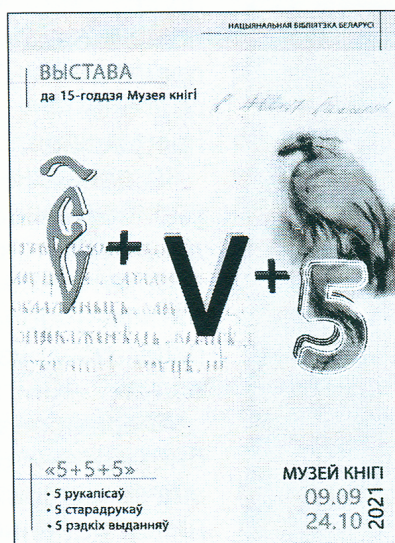 НАЦЫЯНАЛЬНАЯ БІБЛІЯТЭКА БЕЛАРУСІ
ВЫСТАВА
да 15-годдзя Музея кнігі
+ V + 5
«5+5+5»
• 5 рукапісаў
• 5 старадрукаў
• 5 рэдкіх выданняў
МУЗЕЙ КНІГІ
09.09
24.10
2021